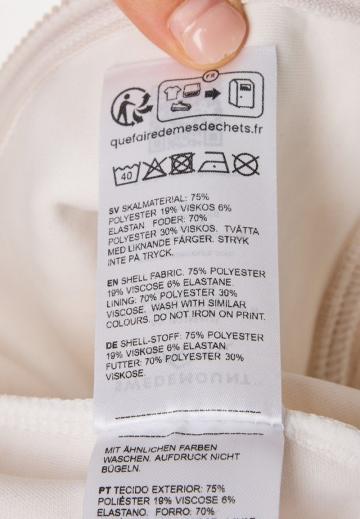 FR
quefairedemesdechets.fr
40
SV SKALMATERIAL: 75%
POLYESTER 19% VISKOS 6%
ELASTAN FODER: 70%
POLYESTER 30% VISKOS. TVÄTTA
MED LIKNANDE FÄRGER. STRYK
INTE PÅ TRYCK.
EN SHELL FABRIC. 75% POLYESTER
19% VISCOSE 6% ELASTANE.
LINING: 70% POLYESTER 30%
VISCOSE. WASH WITH SIMILAR
COLOURS. DO NOT IRON ON PRINT.
DE SHELL-STOFF: 75% POLYESTER
19% VISKOSE 6% ELASTAN
FUTTER: 70% POLYESTER 30%
VISKOSE.
MIT ÄHNLICHEN FARBEN
WASCHEN. AUFDRUCK NICHT
BÜGELN.
PT TECIDO EXTERIOR: 75%
POLIÉSTER 19% VISCOSE 6%
ELASTANO. FORRO: 70%